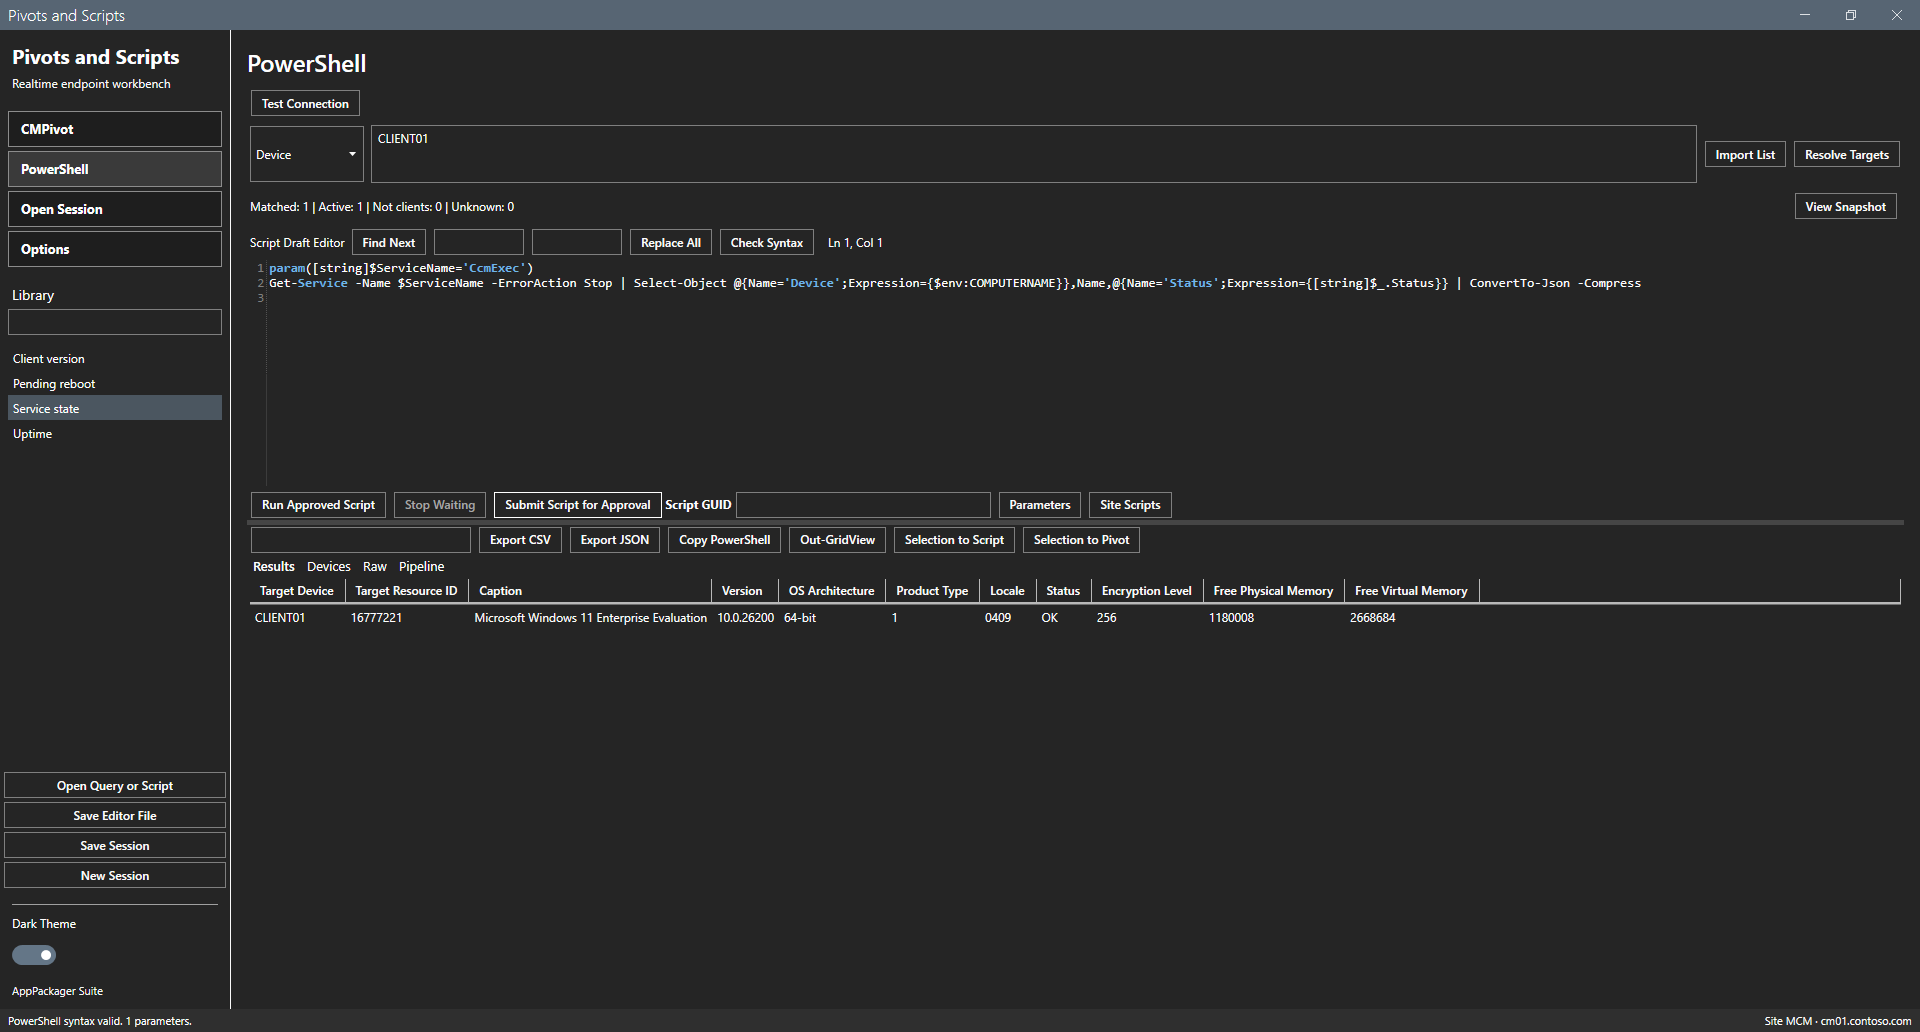 Pivots and Scripts
Pivots and Scripts
Realtime endpoint workbench
CMPivot
PowerShell
Open Session
Options
Library
Client version
Pending reboot
Service state
Uptime
Open Query or Script
Save Editor File
Save Session
New Session
Dark Theme
AppPackager Suite
PowerShell
Test Connection
Device
CLIENT01
Import List
Resolve Targets
Matched: 1 | Active: 1 | Not clients: 0 | Unknown: 0
View Snapshot
Script Draft Editor Find Next Replace All Check Syntax Ln 1, Col 1
1 param([string]$ServiceName='CcmExec')
2 Get-Service -Name $ServiceName -ErrorAction Stop | Select-Object @{Name='Device';Expression={$env:COMPUTERNAME}},Name,@{Name='Status';Expression={[string]$_.Status}} | ConvertTo-Json -Compress
3
Run Approved Script Stop Waiting Submit Script for Approval Script GUID Parameters Site Scripts
Export CSV Export JSON Copy PowerShell Out-GridView Selection to Script Selection to Pivot
Results Devices Raw Pipeline
Target Device Target Resource ID Caption Version OS Architecture Product Type Locale Status Encryption Level Free Physical Memory Free Virtual Memory
CLIENT01 16777221 Microsoft Windows 11 Enterprise Evaluation 10.0.26200 64-bit 1 0409 OK 256 1180008 2668684
PowerShell syntax valid. 1 parameters.
Site MCM · cm01.contoso.com